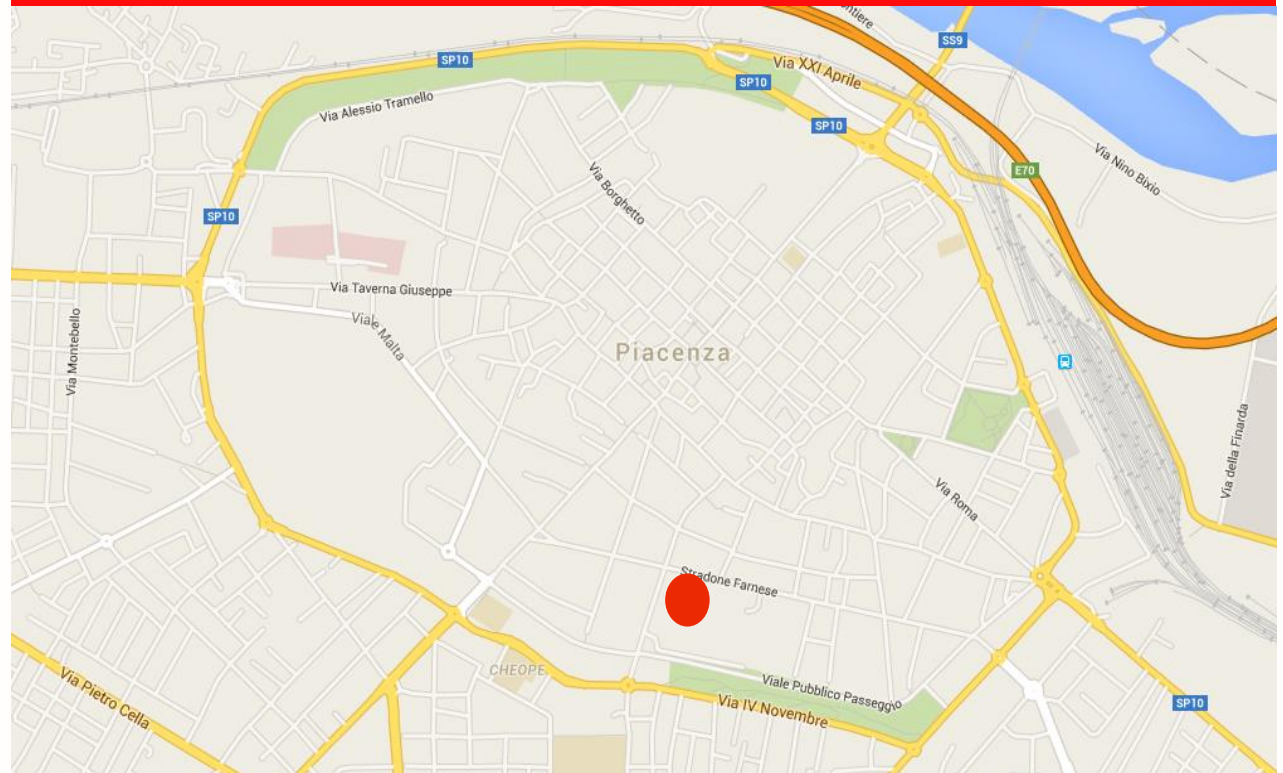 SS9
SP10
Via XXI Aprile
SP10
Via Alessio Tramello
SP10
Via Nino Bixio
E70
Via Borghetto
SP10
Via Taverna Giuseppe
Viale Malta
Via Montebello
Piacenza
Via della Finarda
Via Roma
Stradone Farnese
CHEOPE
Viale Pubblico Passeggio
Via Pietro Cella
Via IV Novembre
SP10